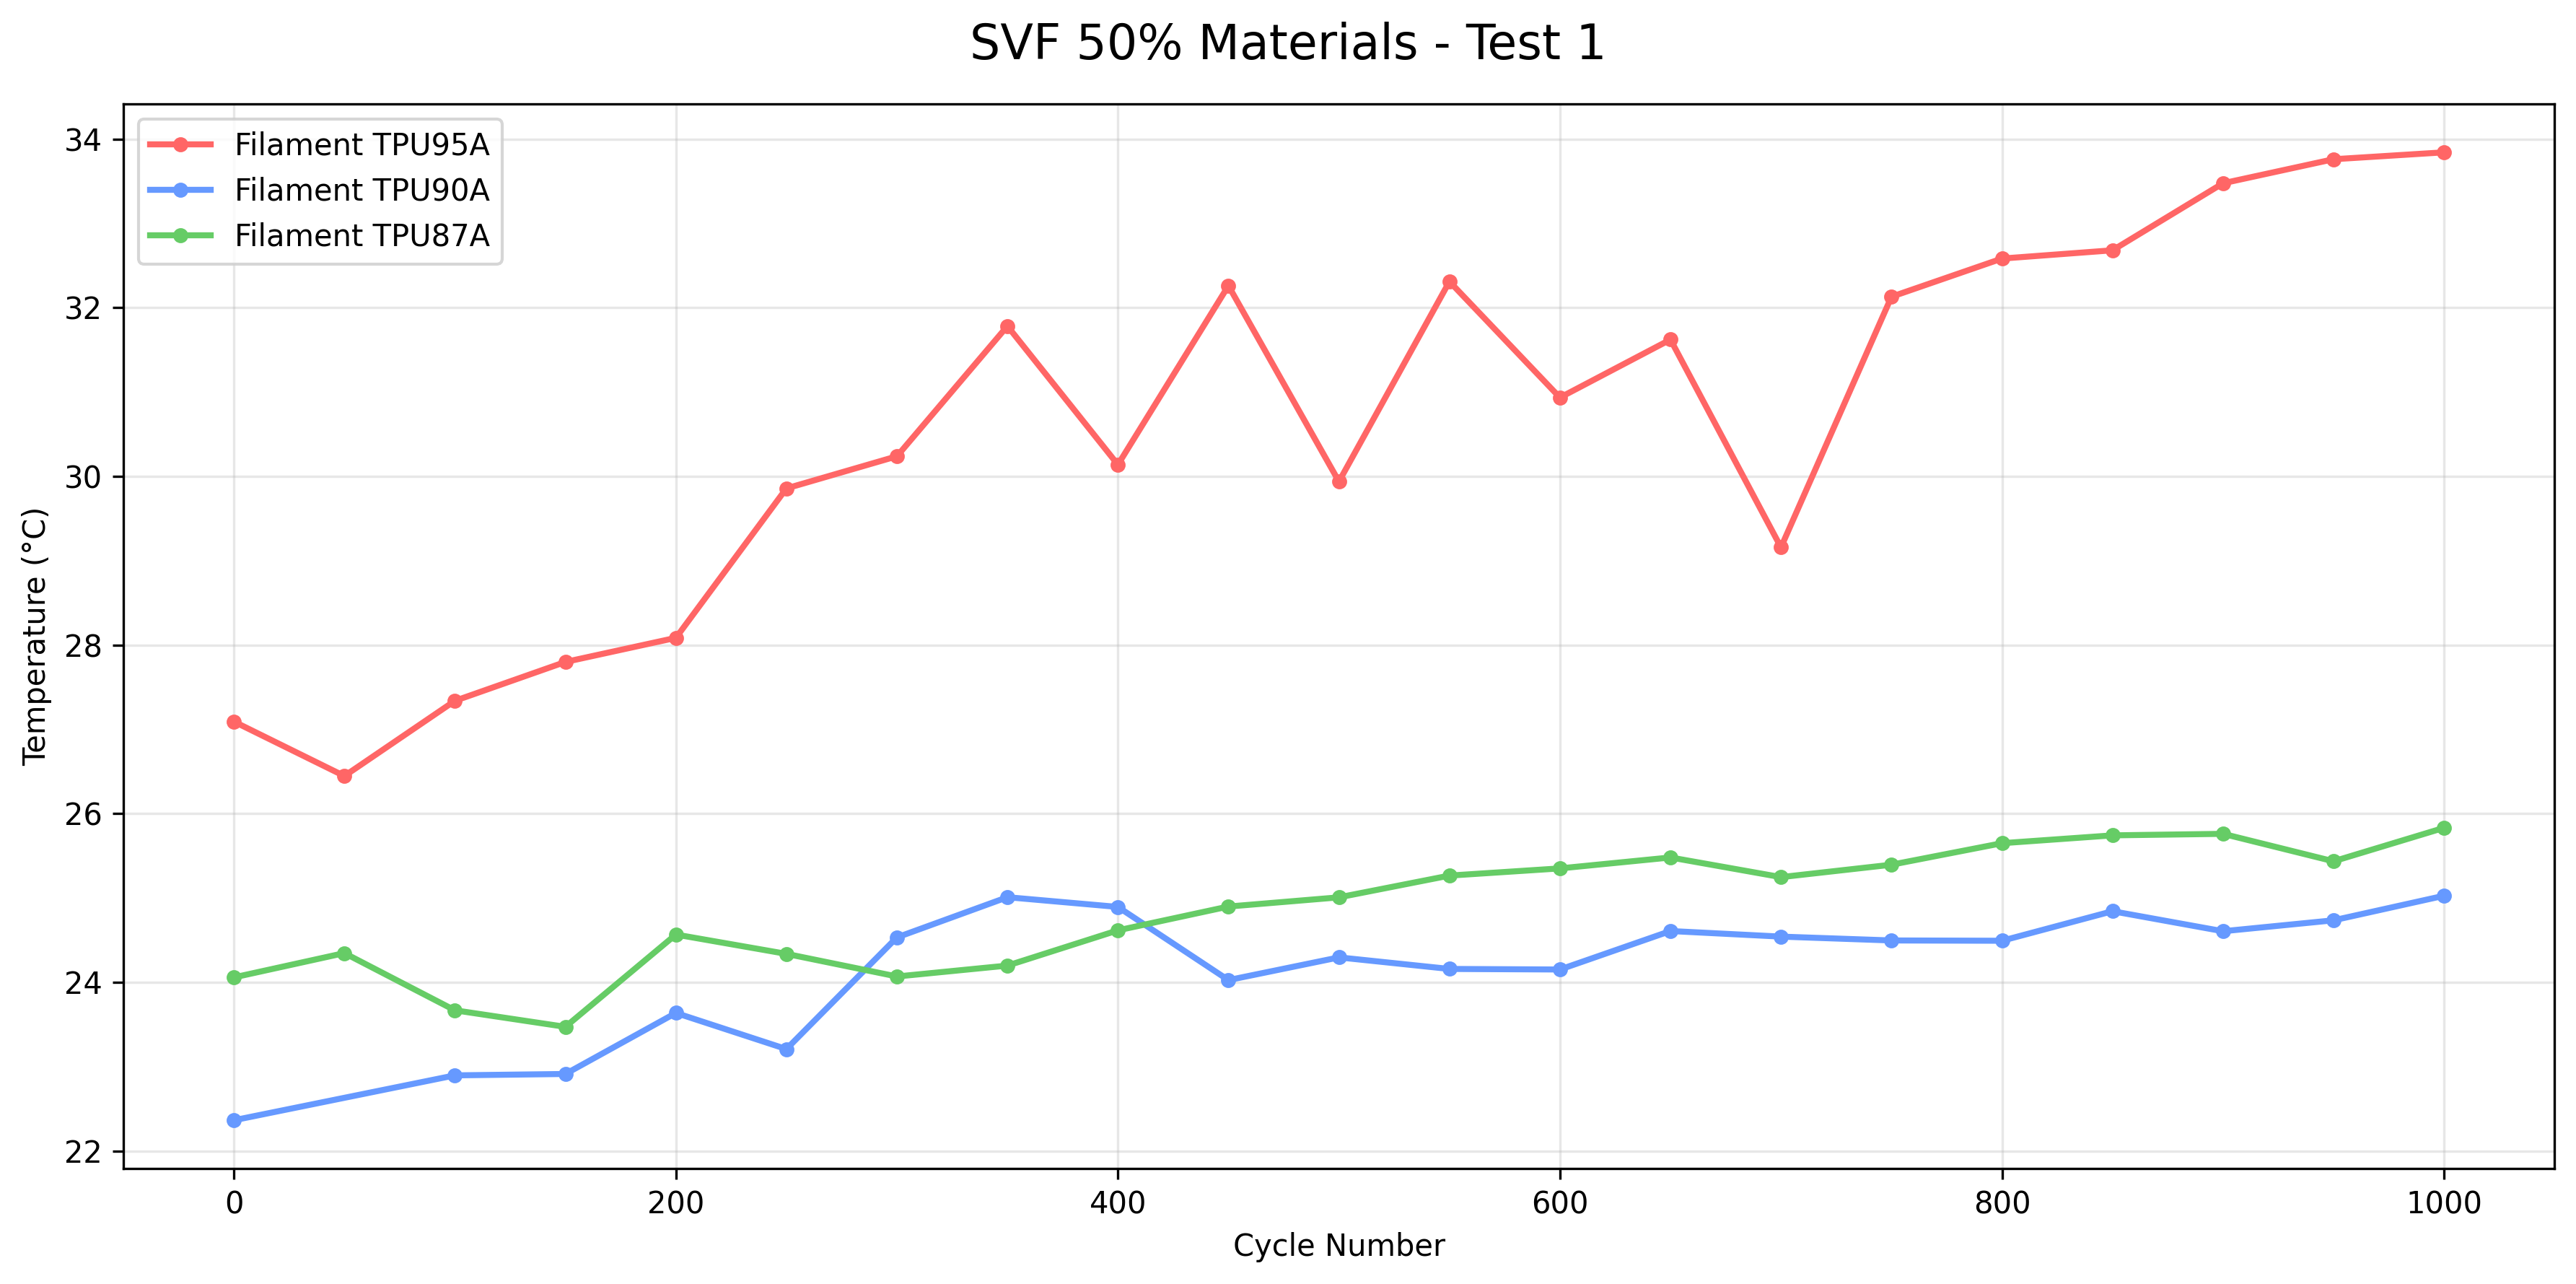 SVF 50% Materials - Test 1
Filament TPU95A
Filament TPU90A
Filament TPU87A
Temperature (°C)
34
32
30
28
26
24
22
0 200 400 600 800 1000
Cycle Number